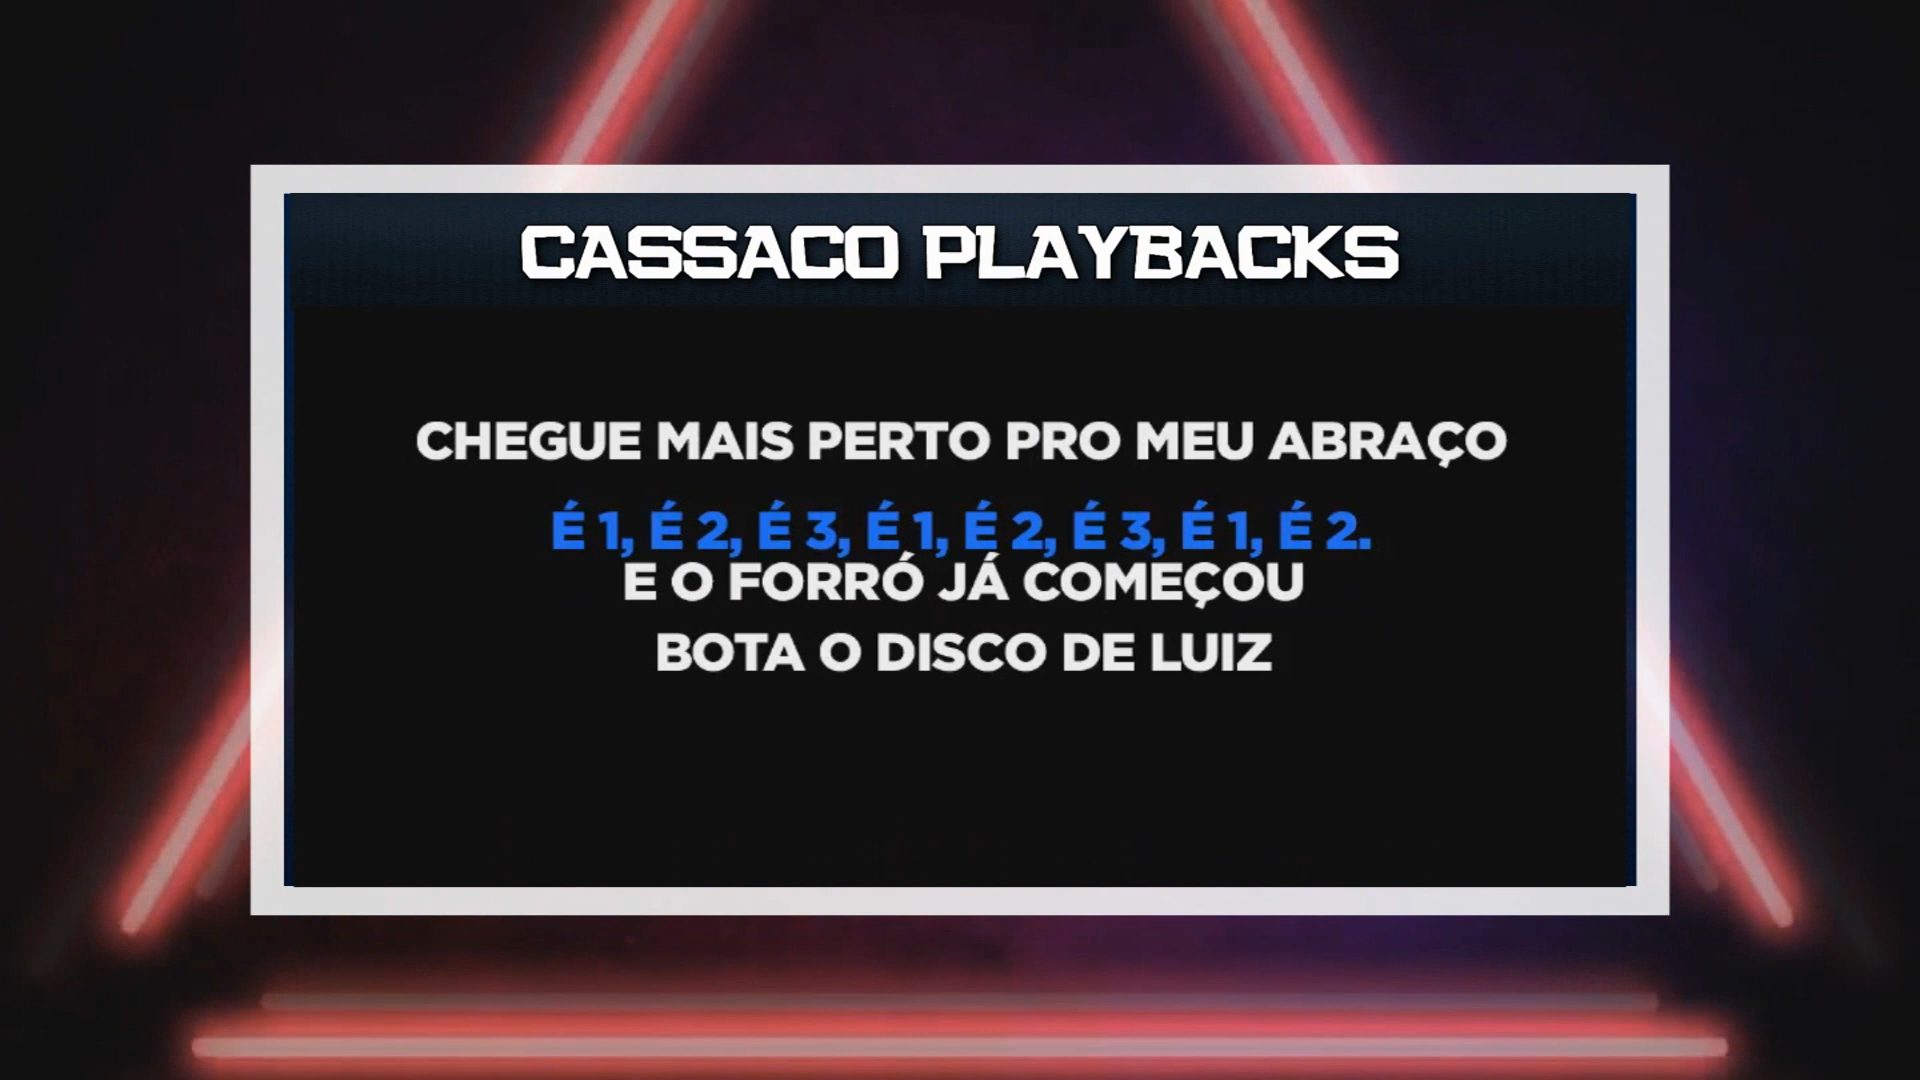 CASSACO PLAYBACKS
CHEGUE MAIS PERTO PRO MEU ABRAÇO
É 1, É 2, É 3, É 1, É 2, É 3, É 1, É 2.
E O FORRÓ JÁ COMEÇOU
BOTA O DISCO DE LUIZ